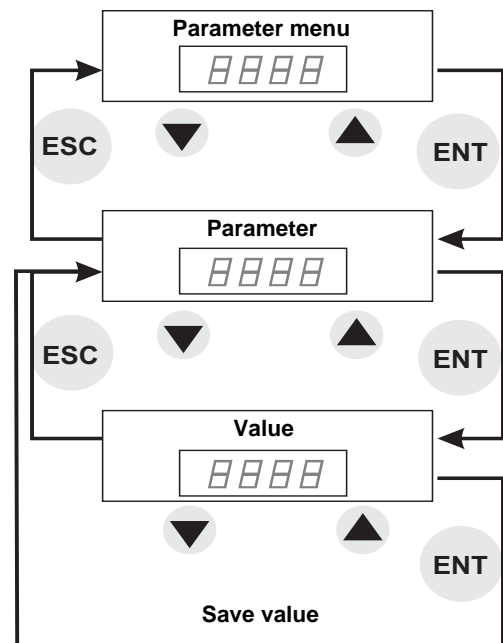 Parameter menu
8888
ESC
ENT
Parameter
8888
ESC
ENT
Value
8888
ENT
Save value